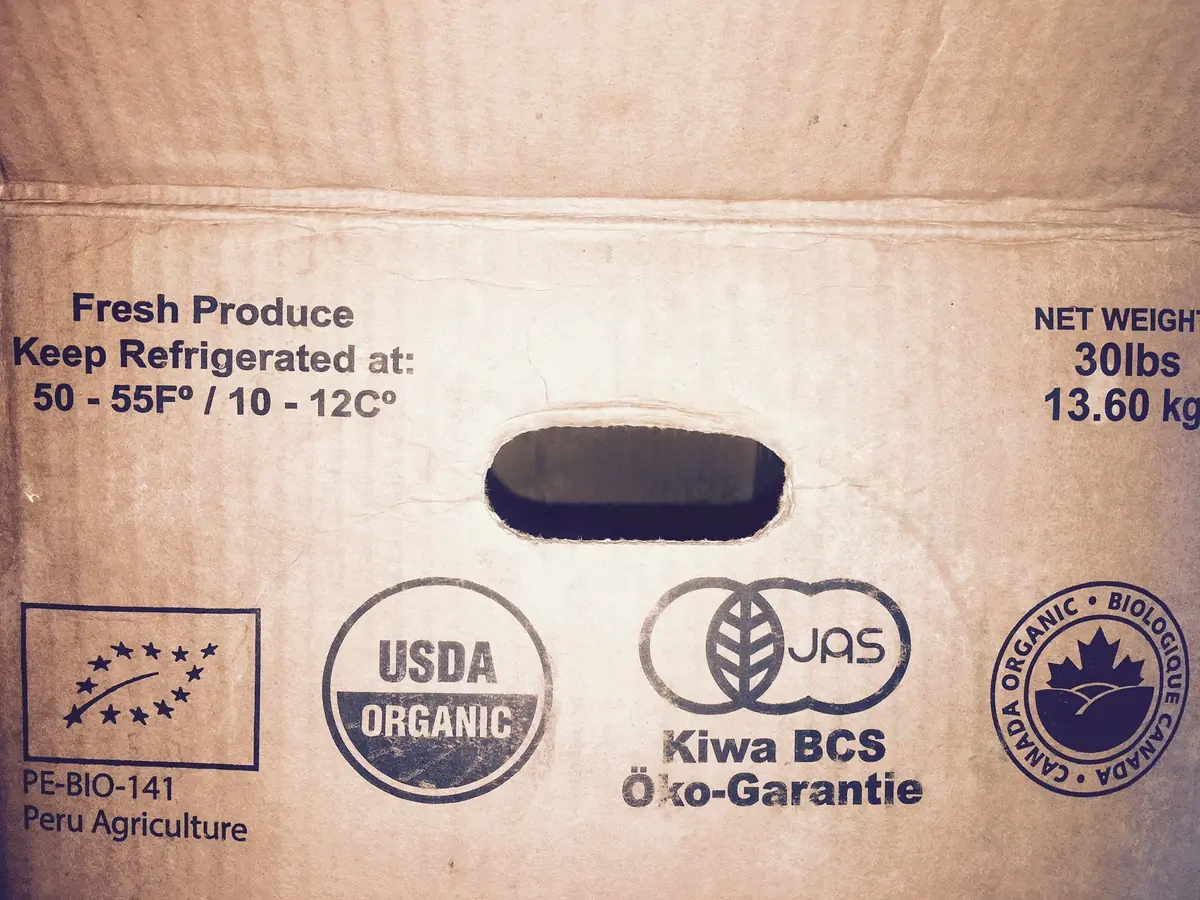 Fresh Produce
Keep Refrigerated at:
50 - 55Fº / 10 - 12Cº
NET WEIGHT
30lbs
13.60 kg
PE-BIO-141
Peru Agriculture
USDA
ORGANIC
JAS
Kiwa BCS
Öko-Garantie
CANADA ORGANIC • BIOLOGIQUE CANADA •